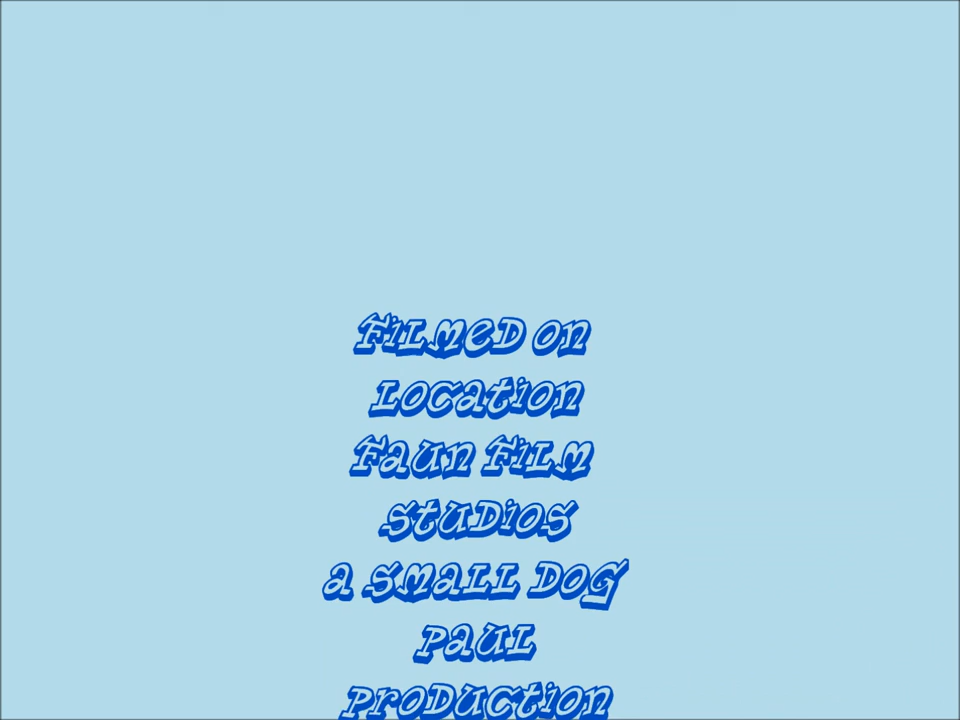 Filmed on
Location
Faun Film
Studios
a small Dog
Paul
Production